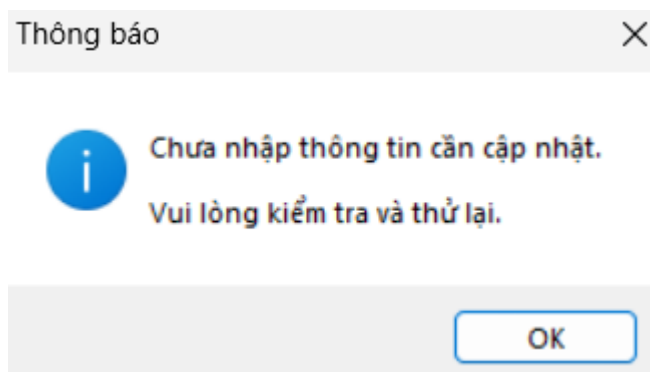 Thông báo
Chưa nhập thông tin cần cập nhật.
Vui lòng kiểm tra và thử lại.
OK